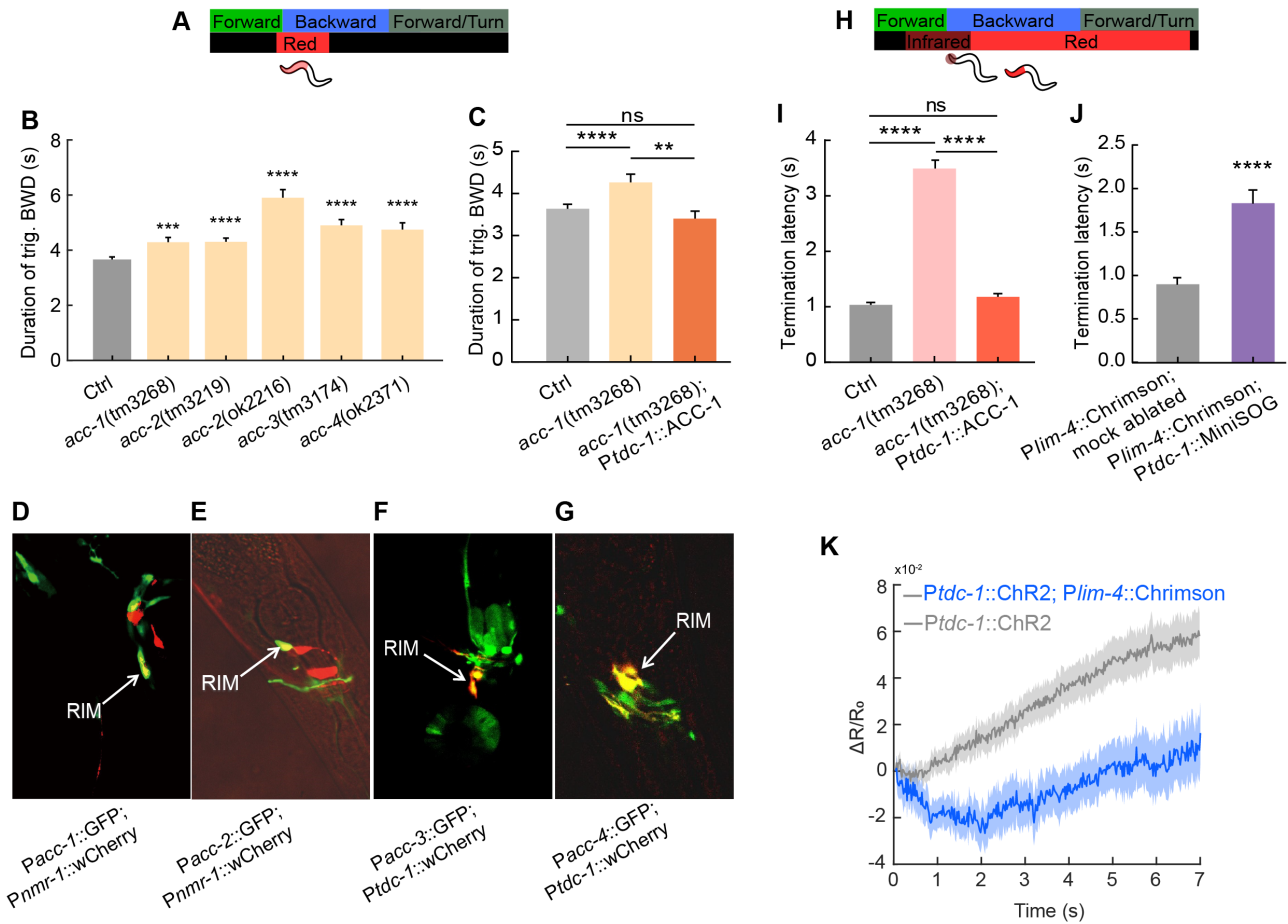 A
Forward Backward Forward/Turn
Red
H
Forward Backward Forward/Turn
Infrared Red
B
Duration of trig. BWD (s)
8
6
4
2
0
*** **** **** **** ****
Ctrl
acc-1(tm3268)
acc-2(tm3219)
acc-2(ok2216)
acc-3(tm3174)
acc-4(ok2371)
C
Duration of trig. BWD (s)
5
4
3
2
1
0
ns
**** **
Ctrl
acc-1(tm3268)
acc-1(tm3268);
Ptdc-1::ACC-1
I
Termination latency (s)
4
3
2
1
0
ns
**** ****
Ctrl
acc-1(tm3268)
acc-1(tm3268);
Ptdc-1::ACC-1
J
Termination latency (s)
2.5
2.0
1.5
1.0
0.5
0.0
****
Plim-4::Chrimson;
mock ablated
Plim-4::Chrimson;
Ptdc-1::MiniSOG
D
RIM
Pacc-1::GFP;
Pnmr-1::wCherry
E
RIM
Pacc-2::GFP;
Pnmr-1::wCherry
F
RIM
Pacc-3::GFP;
Ptdc-1::wCherry
G
RIM
Pacc-4::GFP;
Ptdc-1::wCherry
K
x10-2
8
6
4
2
0
-2
-4
ΔR/R₀
Ptdc-1::ChR2; Plim-4::Chrimson
Ptdc-1::ChR2
0 1 2 3 4 5 6 7
Time (s)